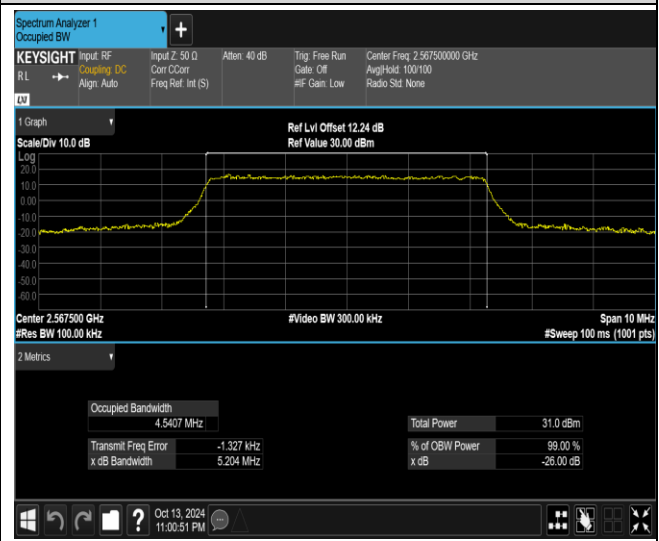 Spectrum Analyzer 1
Occupied BW
+
KEYSIGHT
Input: RF
Coupling: DC
Align: Auto
RL
LXI
Input Z: 50 Ω
Corr CCorr
Freq Ref: Int (S)
Atten: 40 dB
Trig: Free Run
Gate: Off
#IF Gain: Low
Center Freq: 2.567500000 GHz
Avg|Hold: 100/100
Radio Std: None
1 Graph
Scale/Div 10.0 dB
Ref Lvl Offset 12.24 dB
Ref Value 30.00 dBm
Log
20.0
10.0
0.00
-10.0
-20.0
-30.0
-40.0
-50.0
-60.0
Center 2.567500 GHz
#Res BW 100.00 kHz
#Video BW 300.00 kHz
Span 10 MHz
#Sweep 100 ms (1001 pts)
2 Metrics
Occupied Bandwidth
4.5407 MHz
Transmit Freq Error -1.327 kHz
x dB Bandwidth 5.204 MHz
Total Power 31.0 dBm
% of OBW Power 99.00 %
x dB -26.00 dB
?
Oct 13, 2024
11:00:51 PM